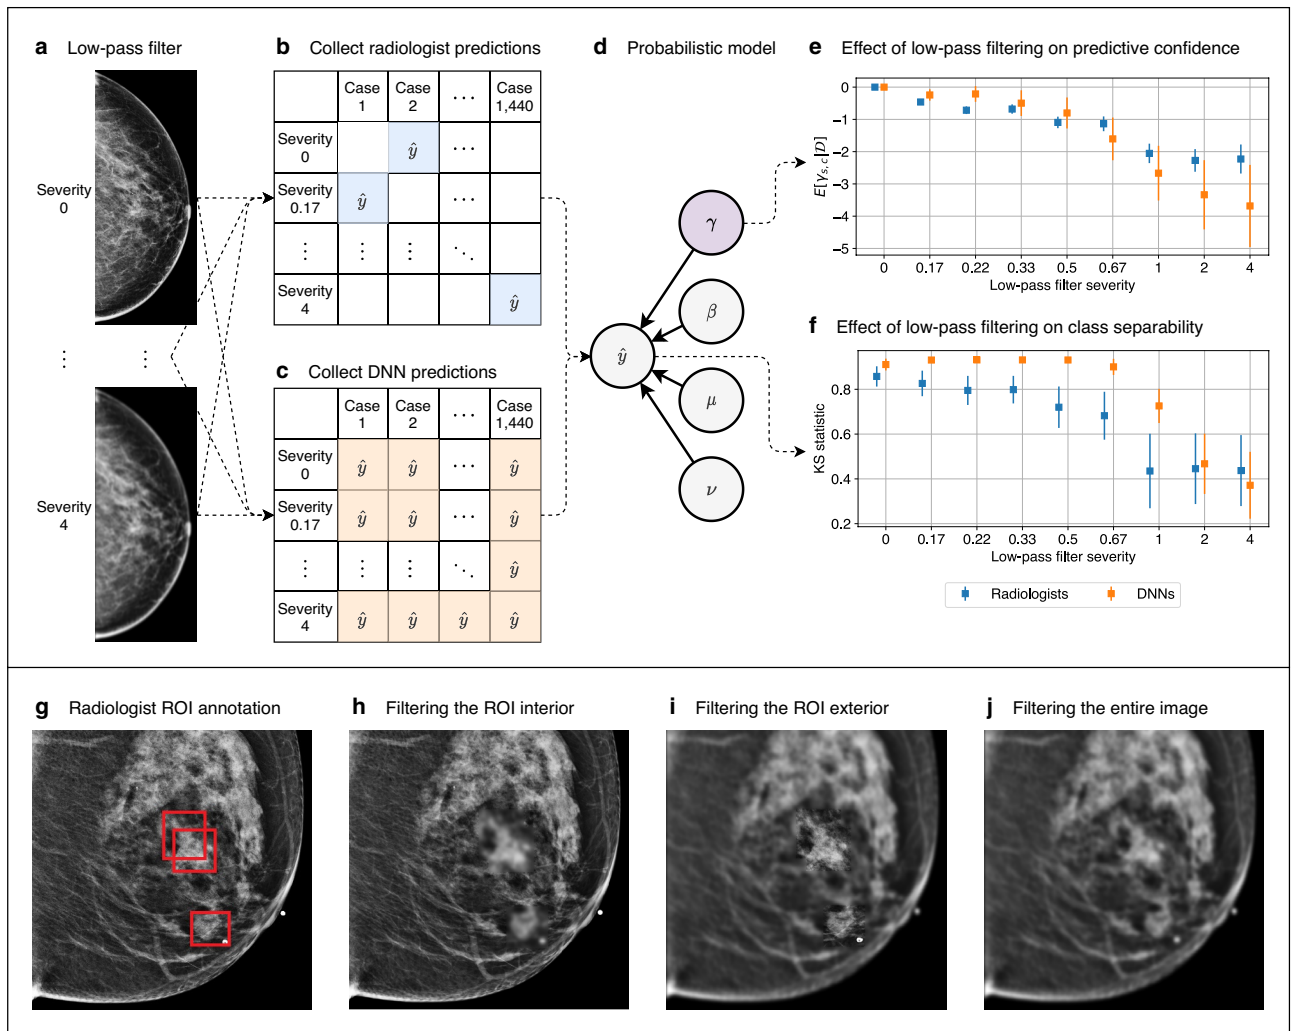 a Low-pass filter
Severity
0
⋮ ⋮
Severity
4
b Collect radiologist predictions
Case 1 Case 2 ⋯ Case 1,440
Severity 0 ŷ ⋯
Severity 0.17 ŷ ⋯
⋮ ⋮ ⋮ ⋱
Severity 4 ŷ
c Collect DNN predictions
Case 1 Case 2 ⋯ Case 1,440
Severity 0 ŷ ŷ ⋯ ŷ
Severity 0.17 ŷ ŷ ⋯ ŷ
⋮ ⋮ ⋮ ⋱ ŷ
Severity 4 ŷ ŷ ŷ ŷ
d Probabilistic model
γ
β
ŷ
μ
ν
e Effect of low-pass filtering on predictive confidence
E[γs,c|D]
0
−1
−2
−3
−4
−5
0 0.17 0.22 0.33 0.5 0.67 1 2 4
Low-pass filter severity
f Effect of low-pass filtering on class separability
KS statistic
0.8
0.6
0.4
0.2
0 0.17 0.22 0.33 0.5 0.67 1 2 4
Low-pass filter severity
Radiologists DNNs
g Radiologist ROI annotation
h Filtering the ROI interior
i Filtering the ROI exterior
j Filtering the entire image